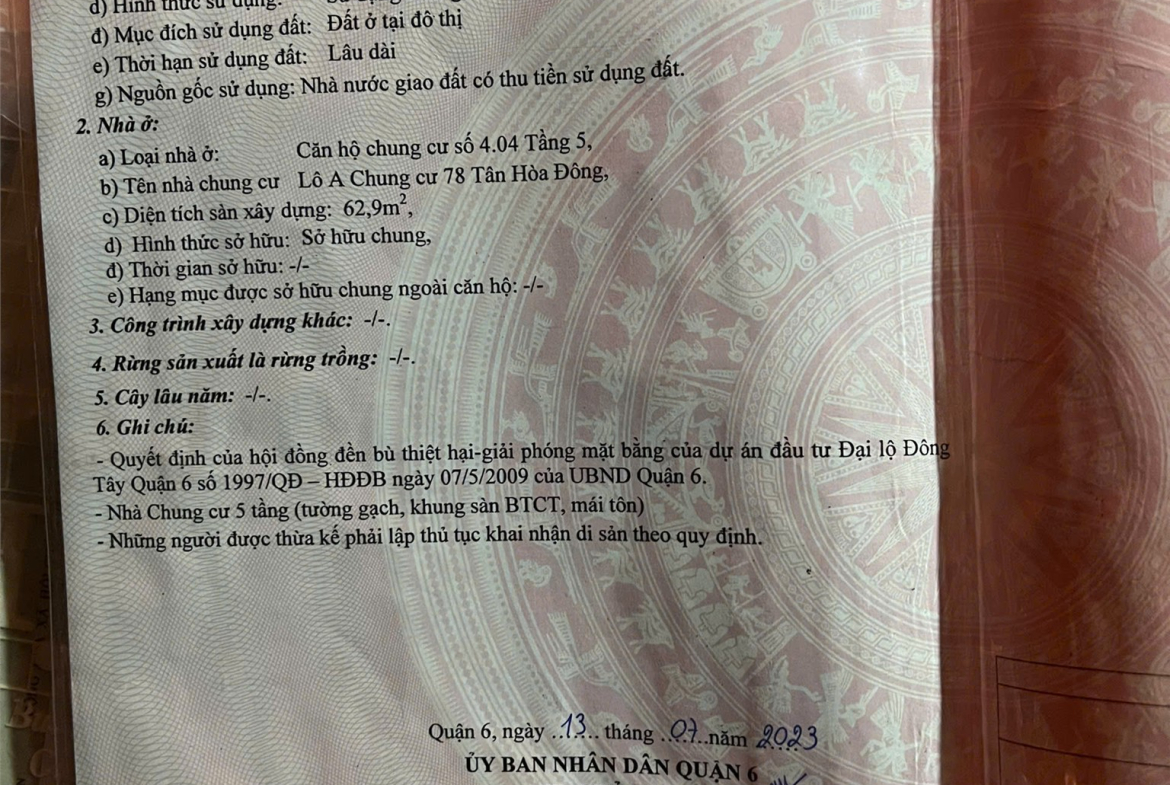 d) Hình thức sử dụng:
đ) Mục đích sử dụng đất: Đất ở tại đô thị
e) Thời hạn sử dụng đất: Lâu dài
g) Nguồn gốc sử dụng: Nhà nước giao đất có thu tiền sử dụng đất.
2. Nhà ở:
a) Loại nhà ở: Căn hộ chung cư số 4.04 Tầng 5,
b) Tên nhà chung cư Lô A Chung cư 78 Tân Hòa Đông,
c) Diện tích sàn xây dựng: 62,9m²,
d) Hình thức sở hữu: Sở hữu chung,
đ) Thời gian sở hữu: -/-
e) Hạng mục được sở hữu chung ngoài căn hộ: -/-
3. Công trình xây dựng khác: -/-.
4. Rừng sản xuất là rừng trồng: -/-.
5. Cây lâu năm: -/-.
6. Ghi chú:
- Quyết định của hội đồng đền bù thiệt hại-giải phóng mặt bằng của dự án đầu tư Đại lộ Đông
Tây Quận 6 số 1997/QĐ – HĐĐB ngày 07/5/2009 của UBND Quận 6.
- Nhà Chung cư 5 tầng (tường gạch, khung sàn BTCT, mái tôn)
- Những người được thừa kế phải lập thủ tục khai nhận di sản theo quy định.
Quận 6, ngày ..13... tháng ..07...năm 2023
ỦY BAN NHÂN DÂN QUẬN 6